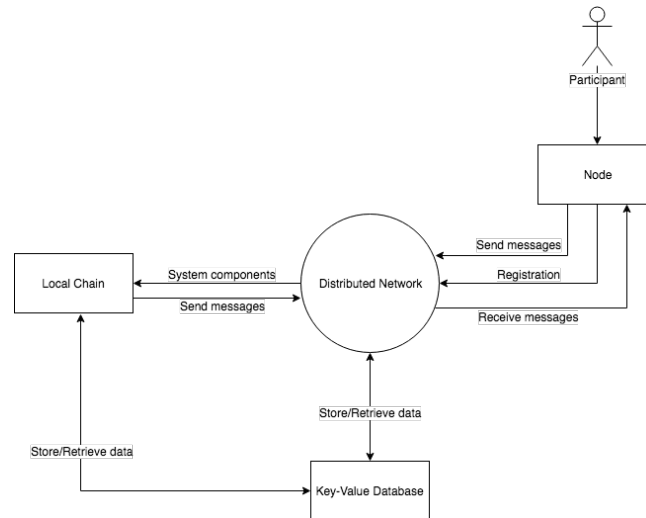 Participant
Node
Send messages
System components
Registration
Local Chain
Distributed Network
Send messages
Receive messages
Store/Retrieve data
Store/Retrieve data
Key-Value Database